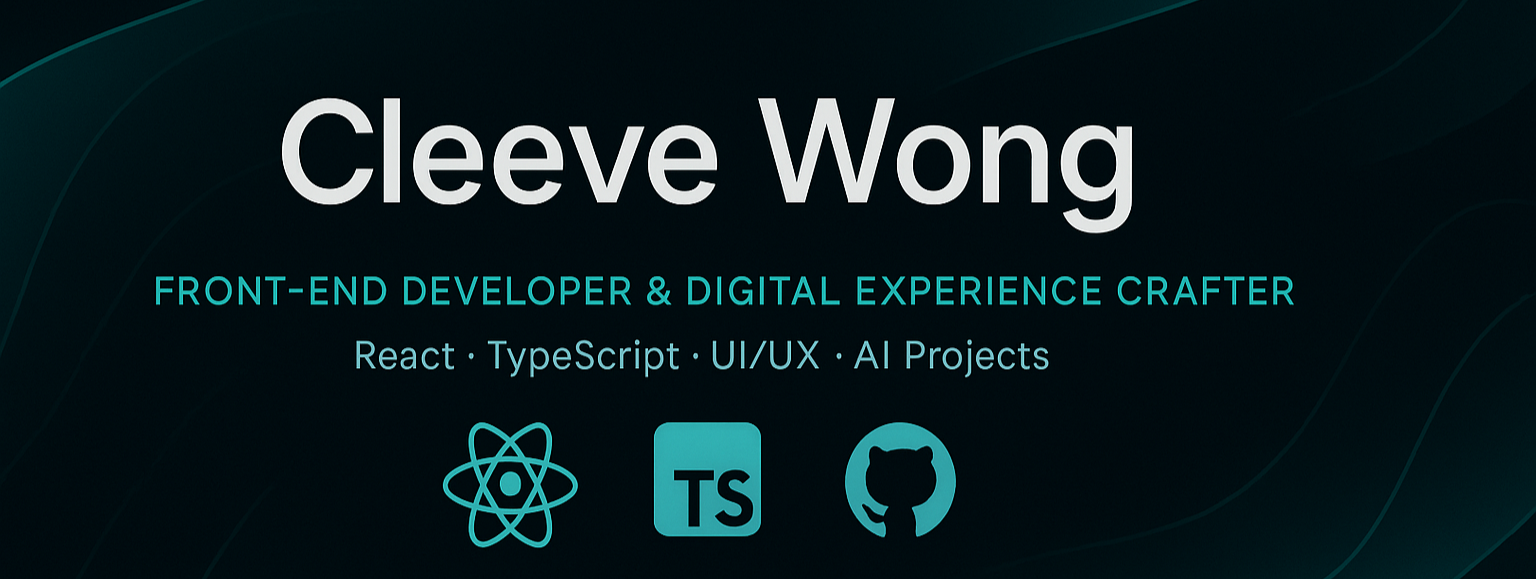 Cleeve Wong
FRONT-END DEVELOPER & DIGITAL EXPERIENCE CRAFTER
React · TypeScript · UI/UX · AI Projects
TS